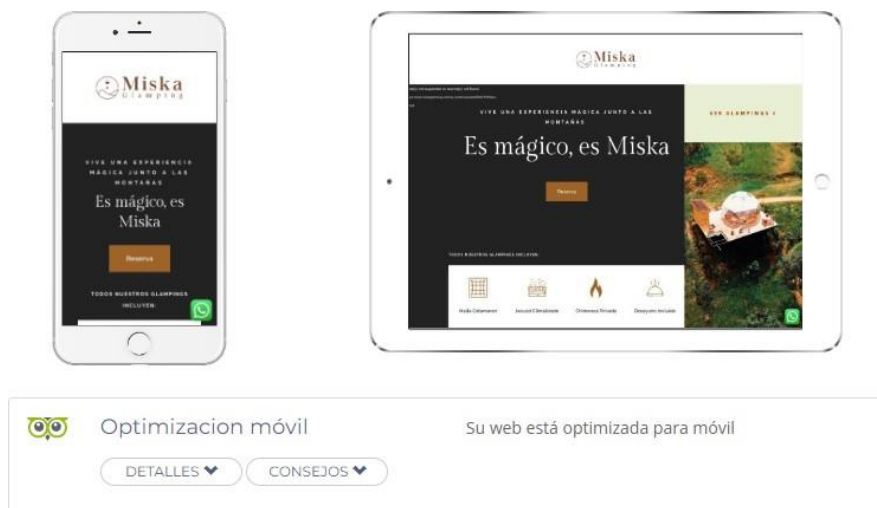 Miska
Glamping
VIVE UNA EXPERIENCIA
MÁGICA JUNTO A LAS
MONTAÑAS
Es mágico, es
Miska
Reserva
TODOS NUESTROS GLAMPINGS
INCLUYEN:
Miska
Glamping
VIVE UNA EXPERIENCIA MÁGICA JUNTO A LAS
MONTAÑAS
VER GLAMPINGS
Es mágico, es Miska
Reserva
TODOS NUESTROS GLAMPINGS INCLUYEN:
Malla Catamaran
Jacuzzi Climatizado
Chimenea Privada
Desayuno Incluido
Optimizacion móvil
Su web está optimizada para móvil
DETALLES
CONSEJOS